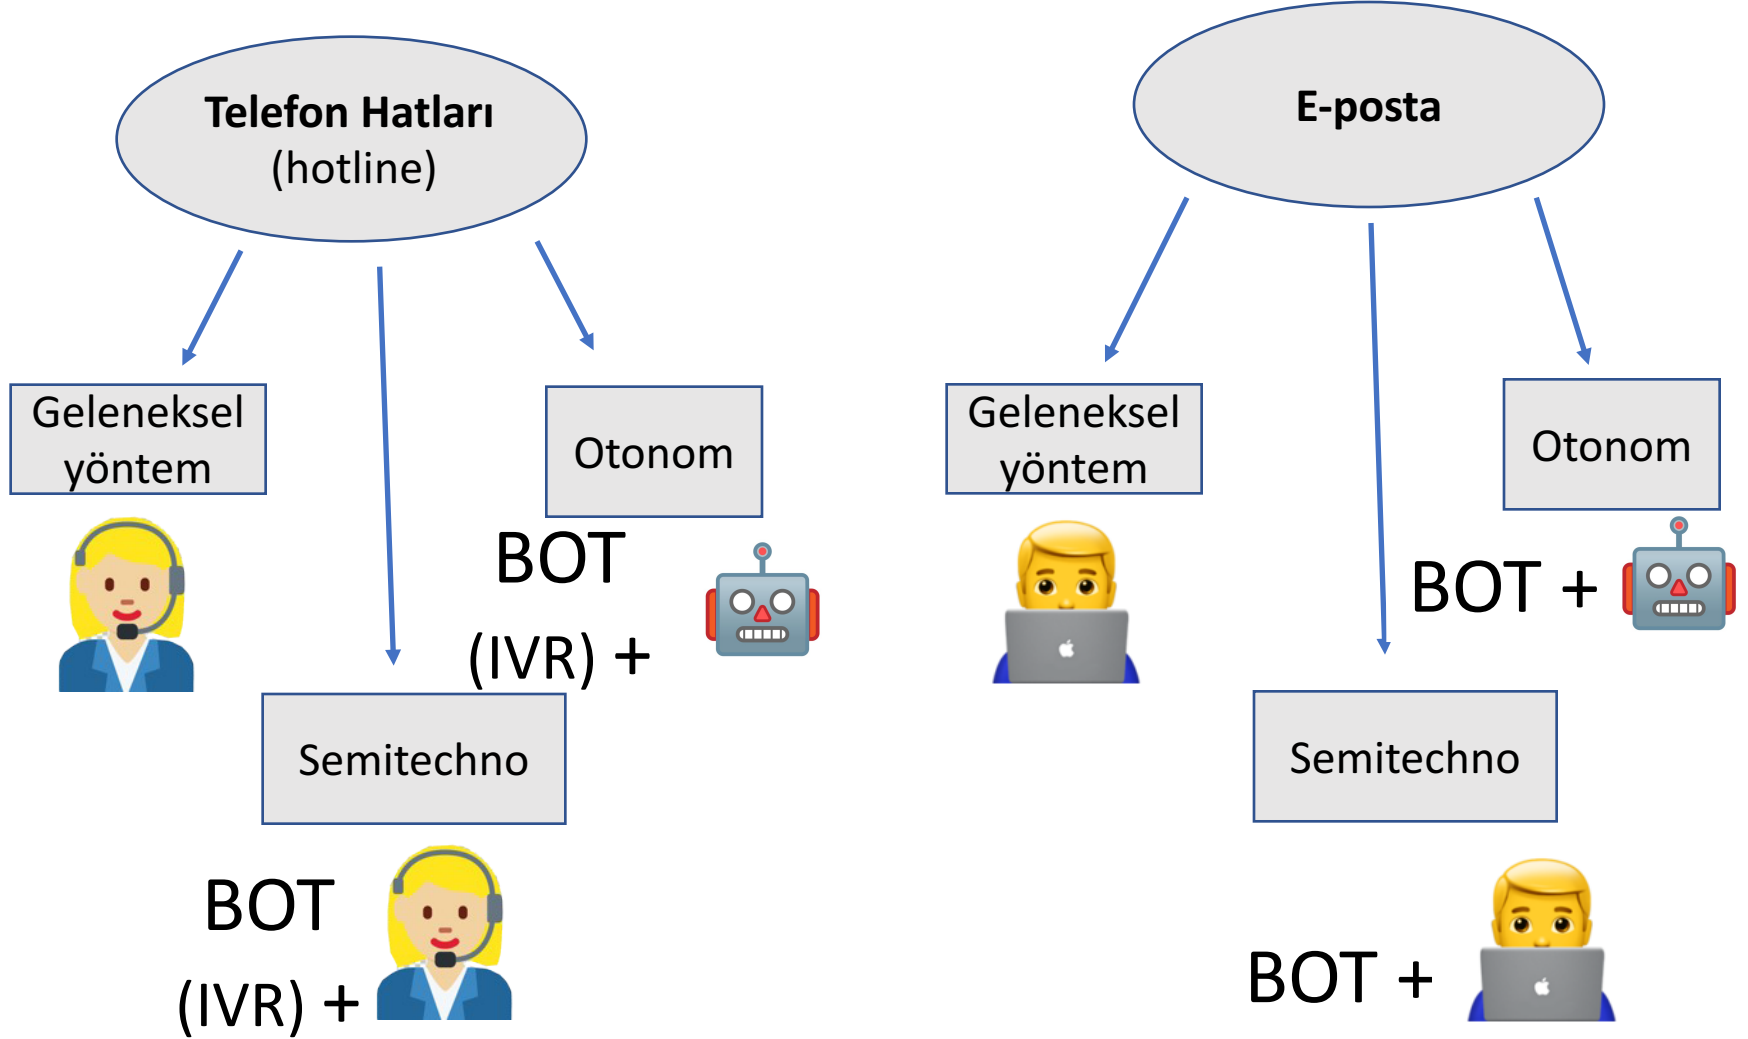 Telefon Hatları
(hotline)
Geleneksel
yöntem
Otonom
BOT
(IVR) +
Semitechno
BOT
(IVR) +
E-posta
Geleneksel
yöntem
Otonom
BOT +
Semitechno
BOT +